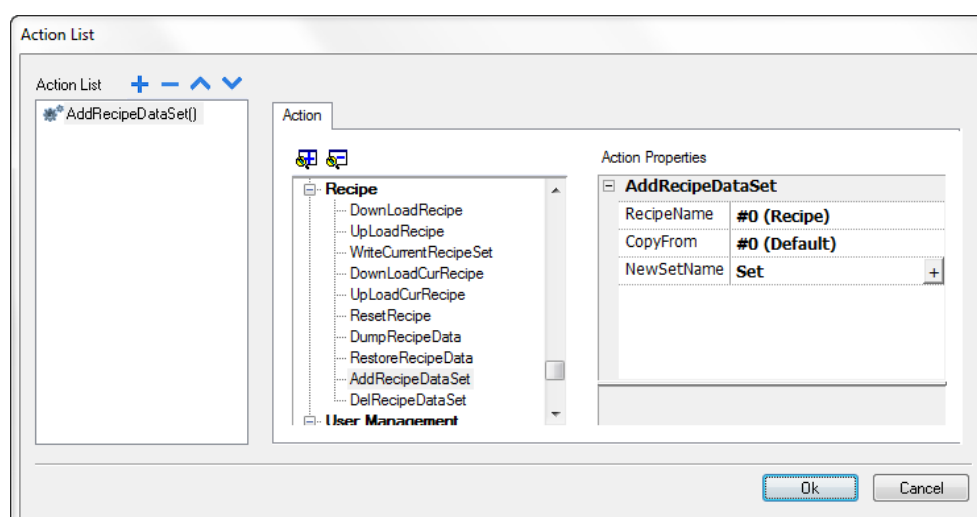 Action List
Action List
AddRecipeDataSet()
Action
Recipe
DownLoadRecipe
UpLoadRecipe
WriteCurrentRecipeSet
DownLoadCurRecipe
UpLoadCurRecipe
ResetRecipe
DumpRecipeData
RestoreRecipeData
AddRecipeDataSet
DelRecipeDataSet
User Management
Action Properties
AddRecipeDataSet
RecipeName #0 (Recipe)
CopyFrom #0 (Default)
NewSetName Set +
Ok Cancel